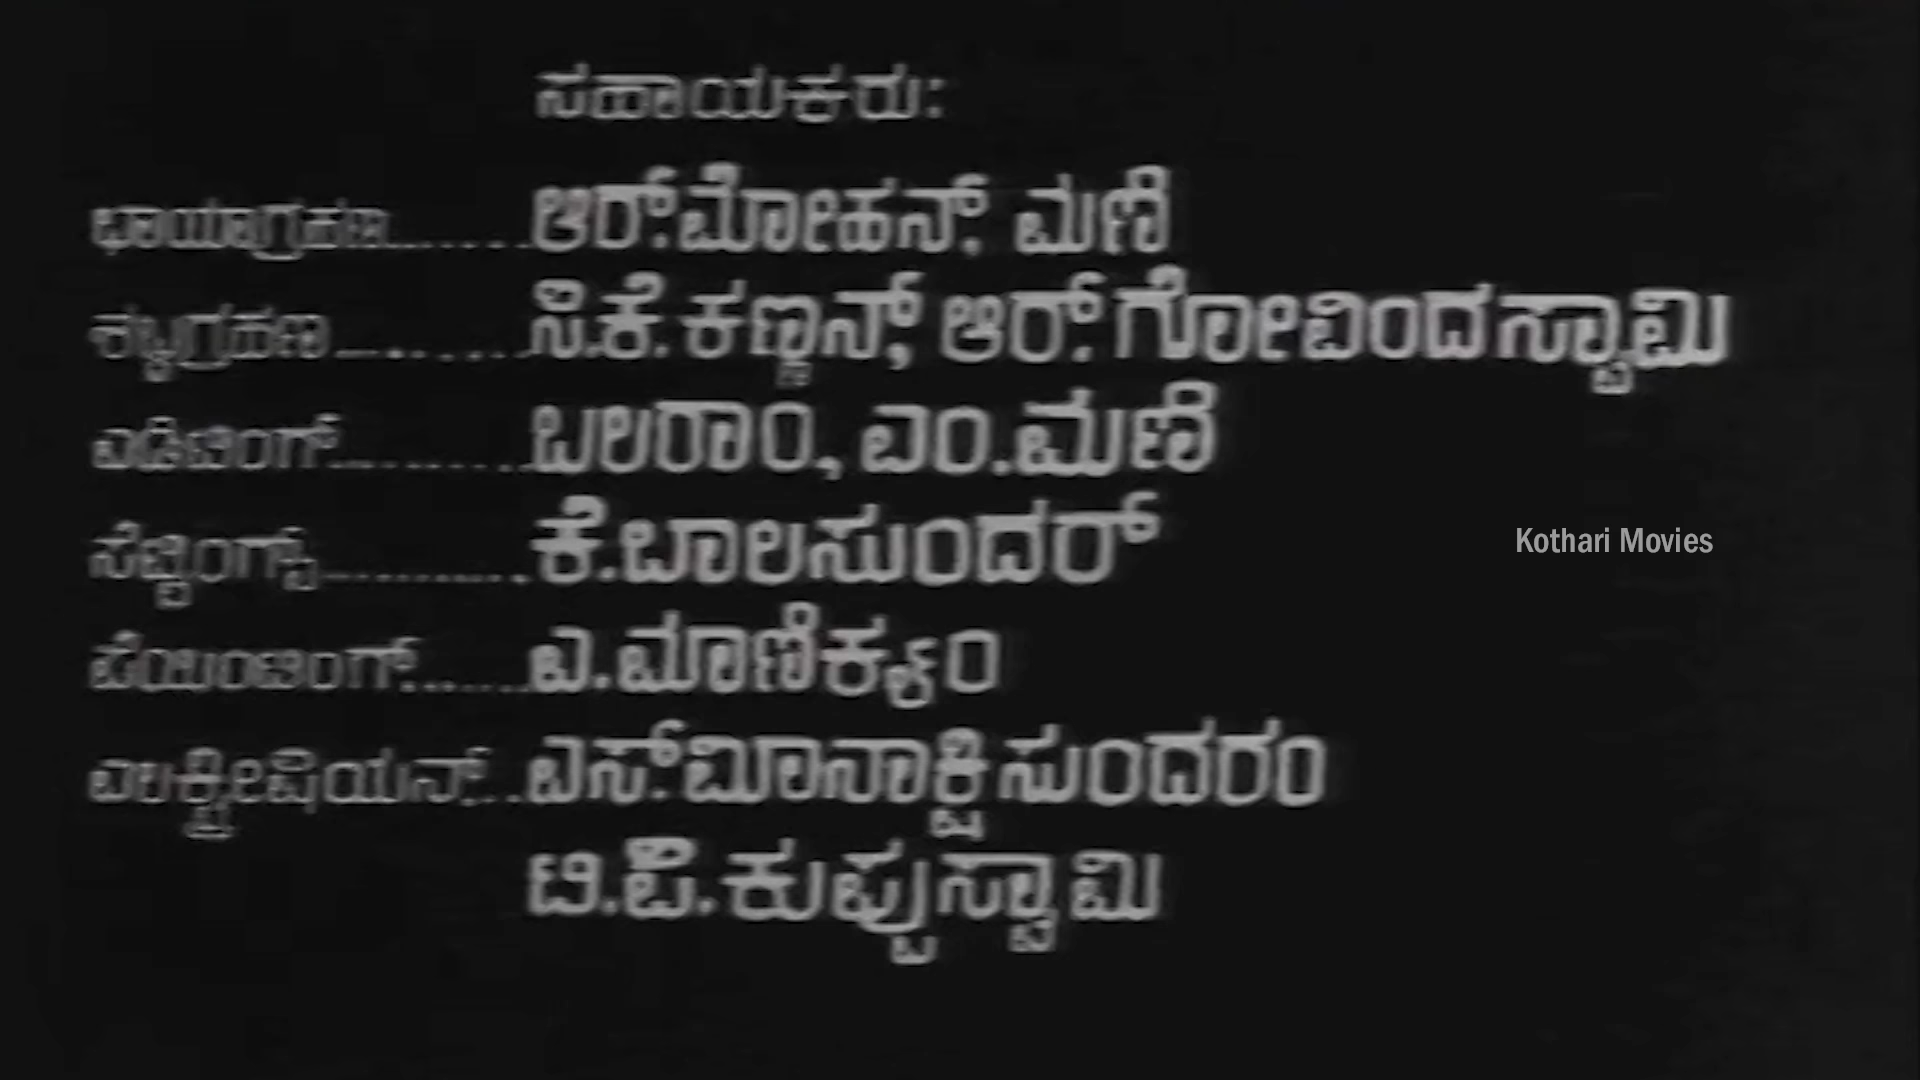 ಸಹಾಯಕರು:
ಛಾಯಾಗ್ರಹಣ........ಆರ್.ಮೋಹನ್. ಮಣಿ
ಶಬ್ದಗ್ರಹಣ........ಸಿ.ಕೆ.ಕಣ್ಣನ್, ಆರ್.ಗೋವಿಂದಸ್ವಾಮಿ
ಎಡಿಟಿಂಗ್.........ಬಲರಾಂ, ಎಂ.ಮಣಿ
ಸೆಟ್ಟಿಂಗ್ಸ್..........ಕೆ.ಬಾಲಸುಂದರ್
Kothari Movies
ಪೆಯಿಂಟಿಂಗ್.......ಎ.ಮಾಣಿಕ್ಯಂ
ಎಲಕ್ಟ್ರೀಷಿಯನ್...ಎಸ್.ಮೀನಾಕ್ಷಿಸುಂದರಂ
ಟಿ.ಪಿ.ಕುಪ್ಪುಸ್ವಾಮಿ